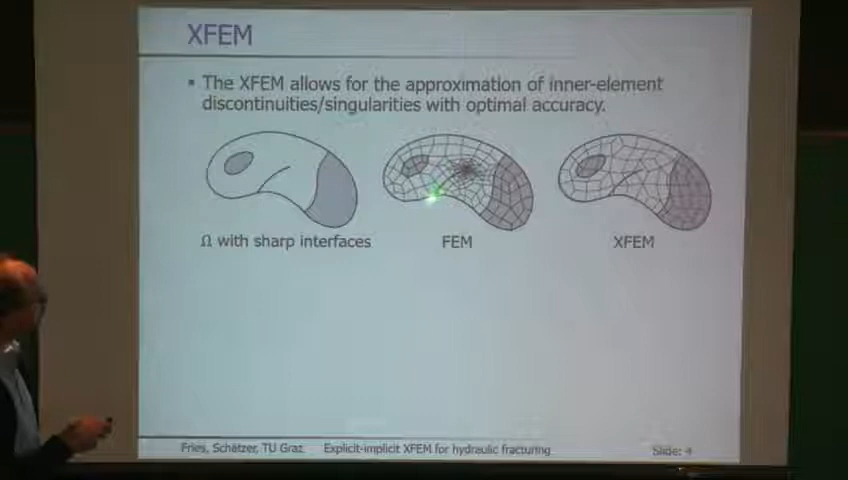 XFEM
▪ The XFEM allows for the approximation of inner-element
discontinuities/singularities with optimal accuracy.
Ω with sharp interfaces
FEM
XFEM
Fries, Schätzer, TU Graz Explicit-implicit XFEM for hydraulic fracturing Slide: 4